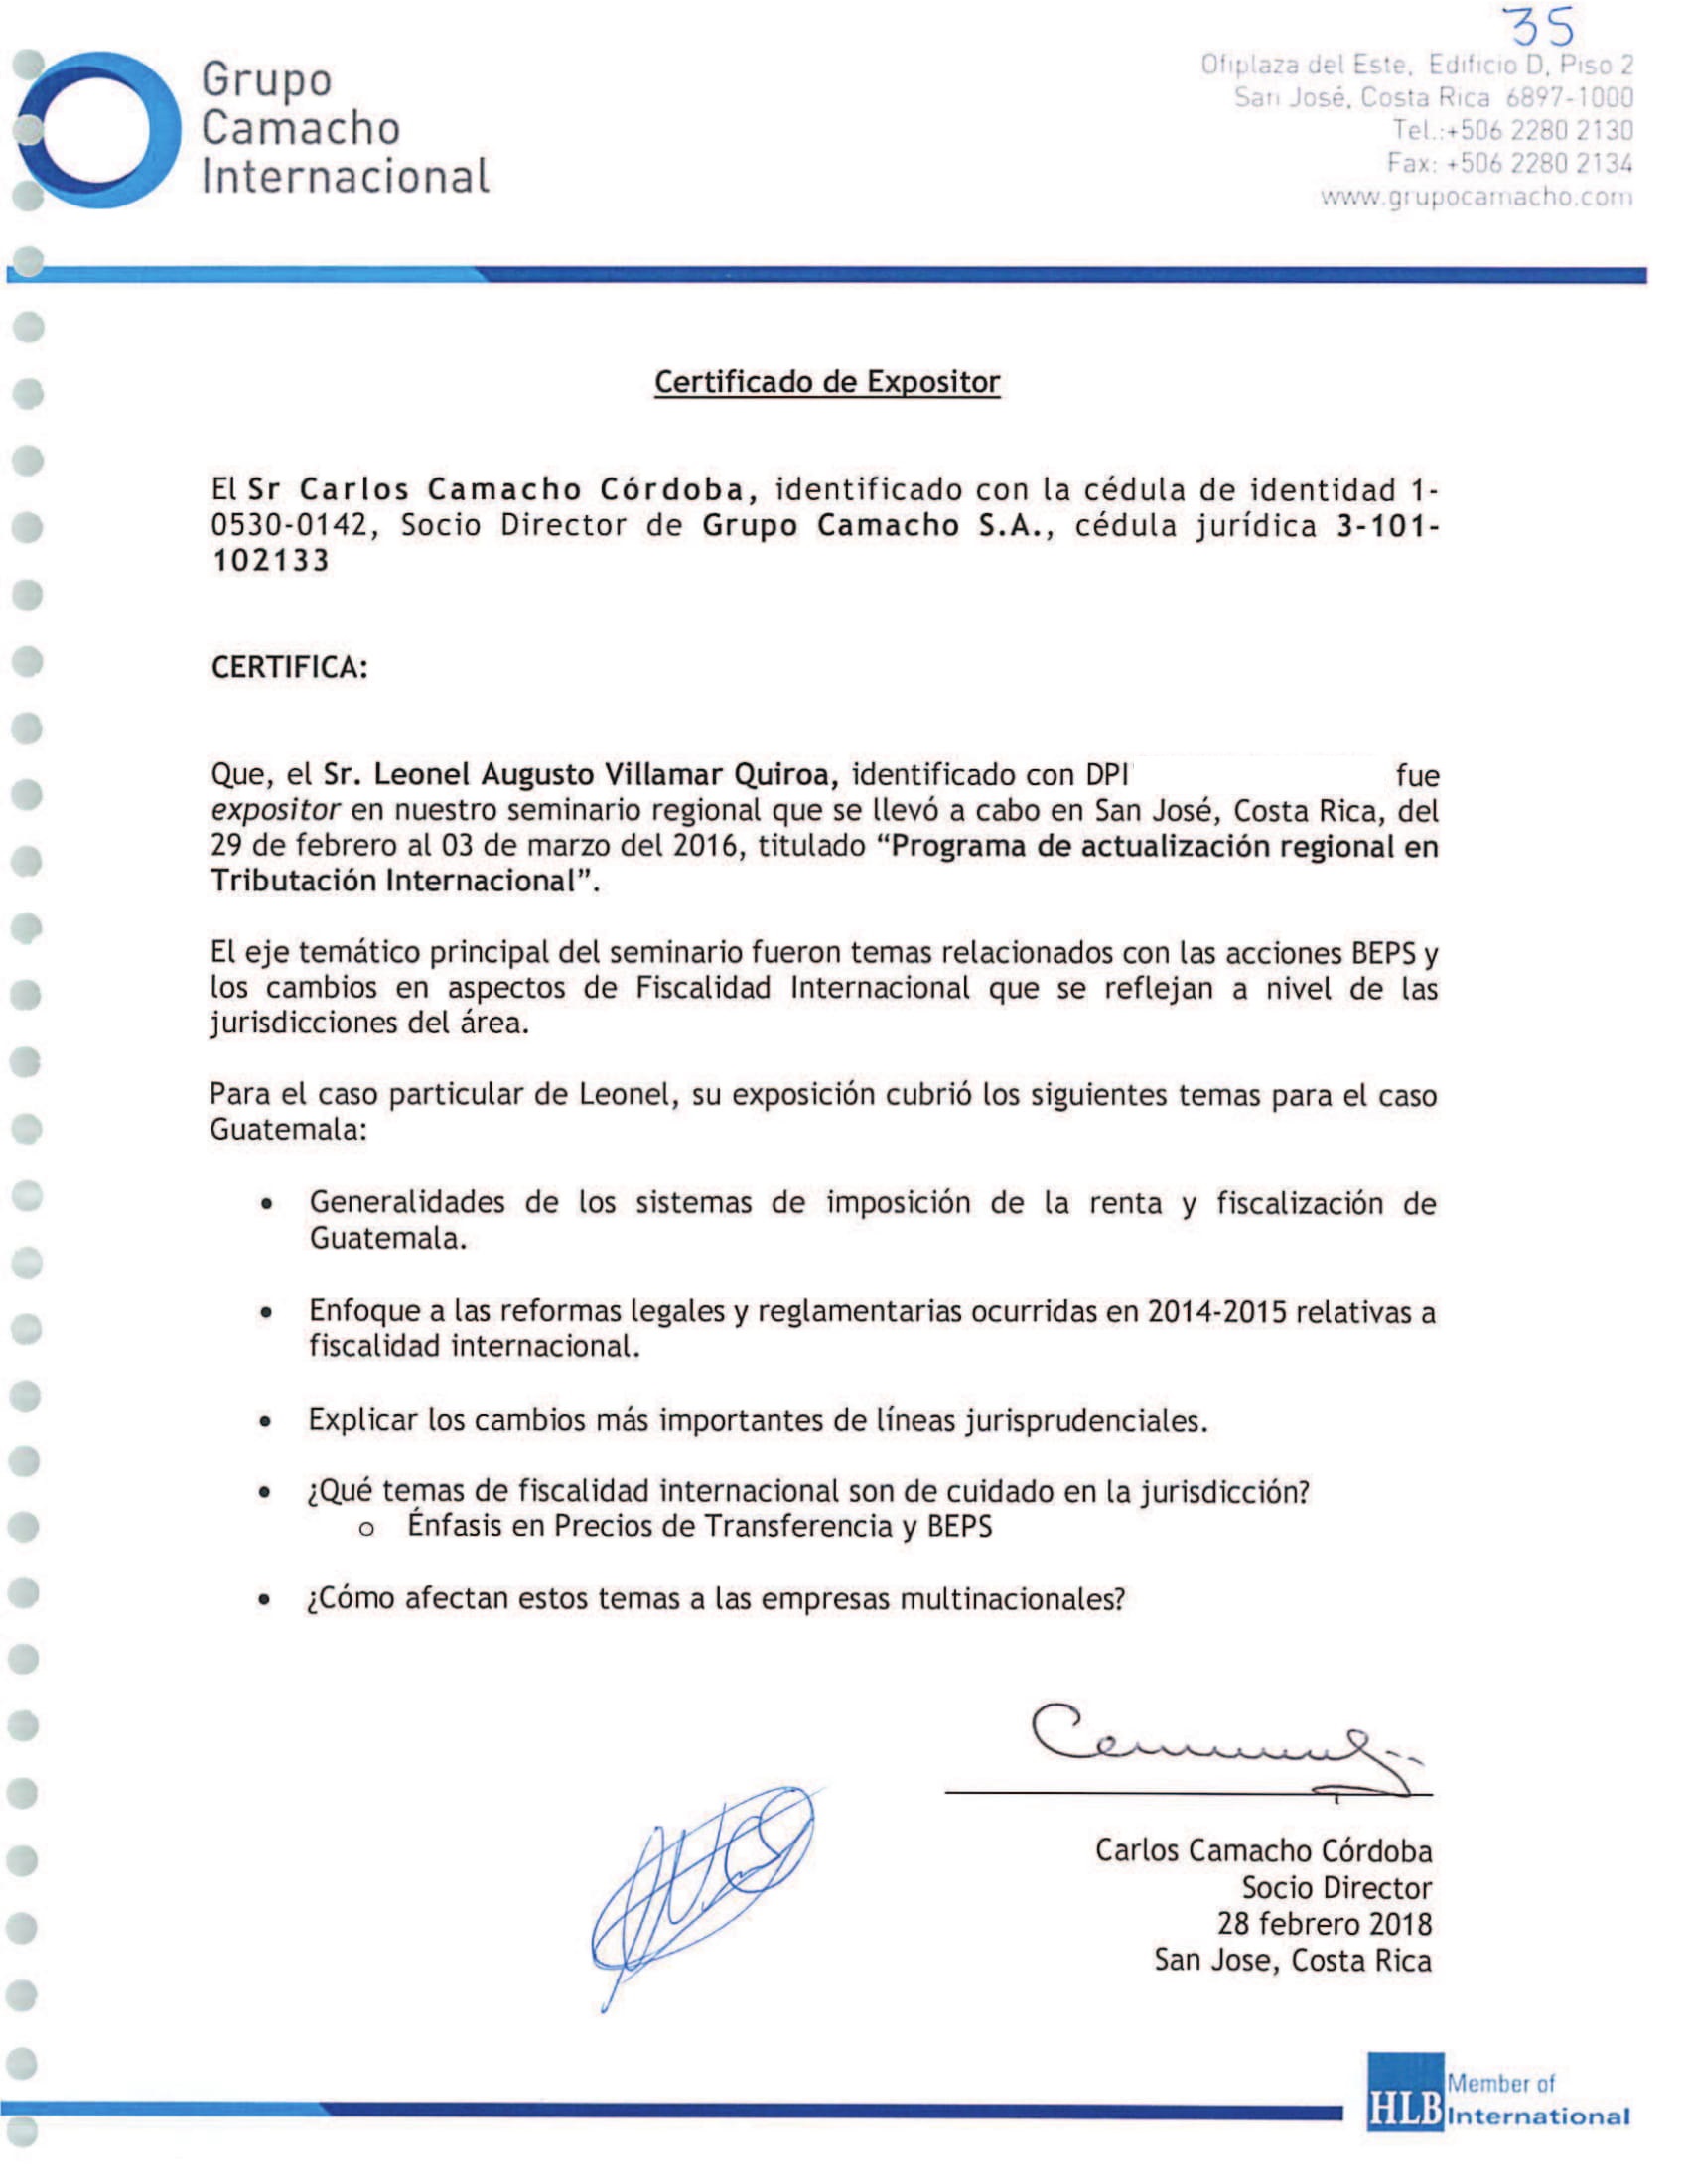 35
Grupo
Camacho
Internacional
Ofiplaza del Este, Edificio D, Piso 2
San José, Costa Rica 6897-1000
Tel.:+506 2280 2130
Fax: +506 2280 2134
www.grupocamacho.com
Certificado de Expositor
El Sr Carlos Camacho Córdoba, identificado con la cédula de identidad 1-
0530-0142, Socio Director de Grupo Camacho S.A., cédula jurídica 3-101-
102133
CERTIFICA:
Que, el Sr. Leonel Augusto Villamar Quiroa, identificado con DPI fue
expositor en nuestro seminario regional que se llevó a cabo en San José, Costa Rica, del
29 de febrero al 03 de marzo del 2016, titulado “Programa de actualización regional en
Tributación Internacional”.
El eje temático principal del seminario fueron temas relacionados con las acciones BEPS y
los cambios en aspectos de Fiscalidad Internacional que se reflejan a nivel de las
jurisdicciones del área.
Para el caso particular de Leonel, su exposición cubrió los siguientes temas para el caso
Guatemala:
• Generalidades de los sistemas de imposición de la renta y fiscalización de
Guatemala.
• Enfoque a las reformas legales y reglamentarias ocurridas en 2014-2015 relativas a
fiscalidad internacional.
• Explicar los cambios más importantes de líneas jurisprudenciales.
• ¿Qué temas de fiscalidad internacional son de cuidado en la jurisdicción?
o Énfasis en Precios de Transferencia y BEPS
• ¿Cómo afectan estos temas a las empresas multinacionales?
Carlos Camacho Córdoba
Socio Director
28 febrero 2018
San Jose, Costa Rica
HLB Member of
International